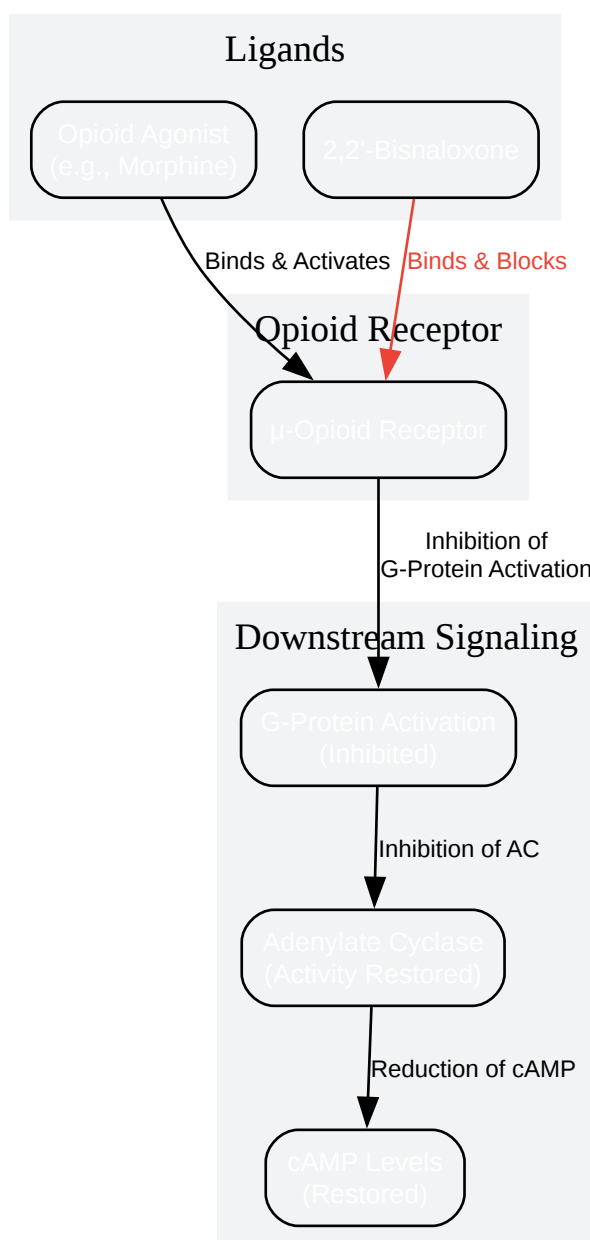 Ligands
Opioid Agonist
(e.g., Morphine)
2,2'-Bisnaloxone
Binds & Activates
Binds & Blocks
Opioid Receptor
μ-Opioid Receptor
Inhibition of
G-Protein Activation
Downstream Signaling
G-Protein Activation
(Inhibited)
Inhibition of AC
Adenylate Cyclase
(Activity Restored)
Reduction of cAMP
cAMP Levels
(Restored)